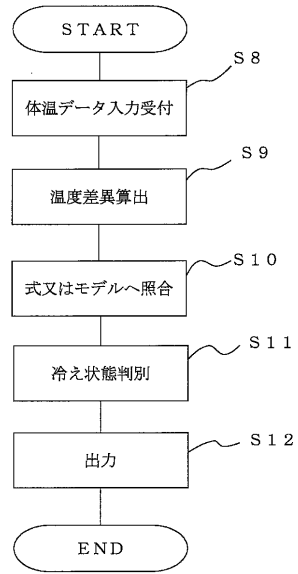 START
S8
体温データ入力受付
S9
温度差異算出
S10
式又はモデルへ照合
S11
冷え状態判別
S12
出力
END